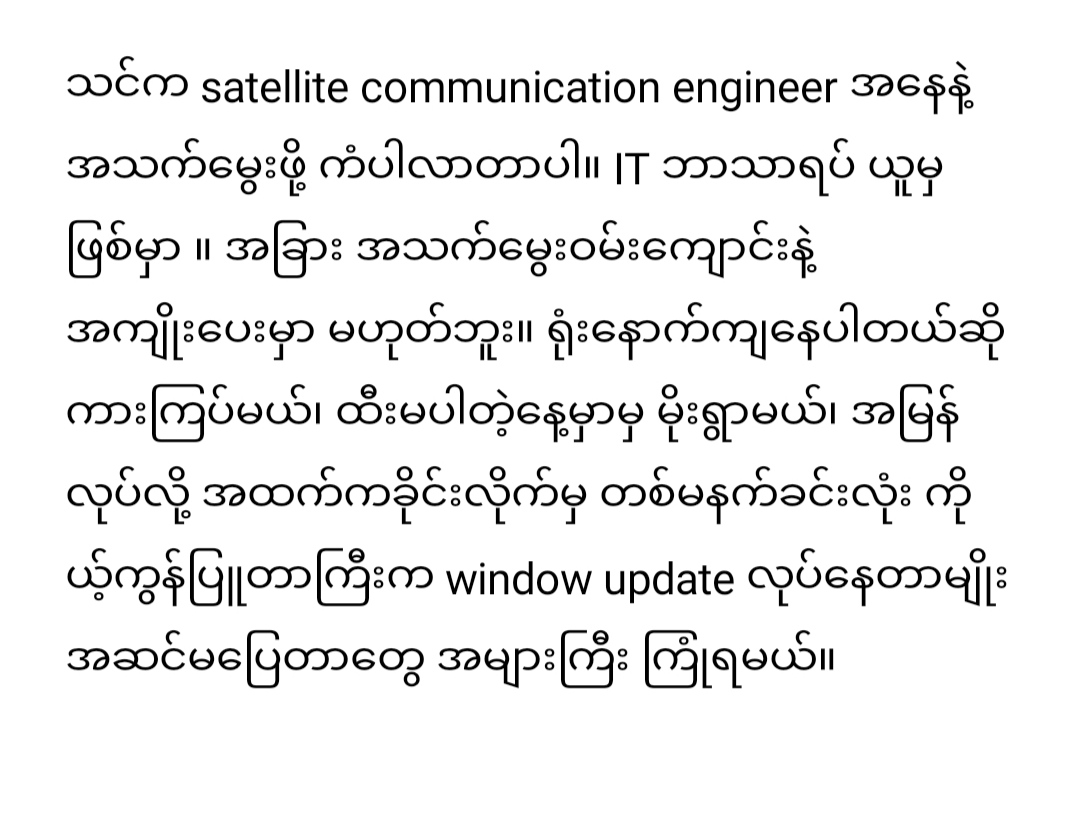 သင်က satellite communication engineer အနေနဲ့
အသက်မွေးဖို့ ကံပါလာတာပါ။ IT ဘာသာရပ် ယူမှ
ဖြစ်မှာ ။ အခြား အသက်မွေးဝမ်းကျောင်းနဲ့
အကျိုးပေးမှာ မဟုတ်ဘူး။ ရုံးနောက်ကျနေပါတယ်ဆို
ကားကြပ်မယ်၊ ထီးမပါတဲ့နေ့မှာမှ မိုးရွာမယ်၊ အမြန်
လုပ်လို့ အထက်ကခိုင်းလိုက်မှ တစ်မနက်ခင်းလုံး ကို
ယ့်ကွန်ပြူတာကြီးက window update လုပ်နေတာမျိုး
အဆင်မပြေတာတွေ အများကြီး ကြုံရမယ်။